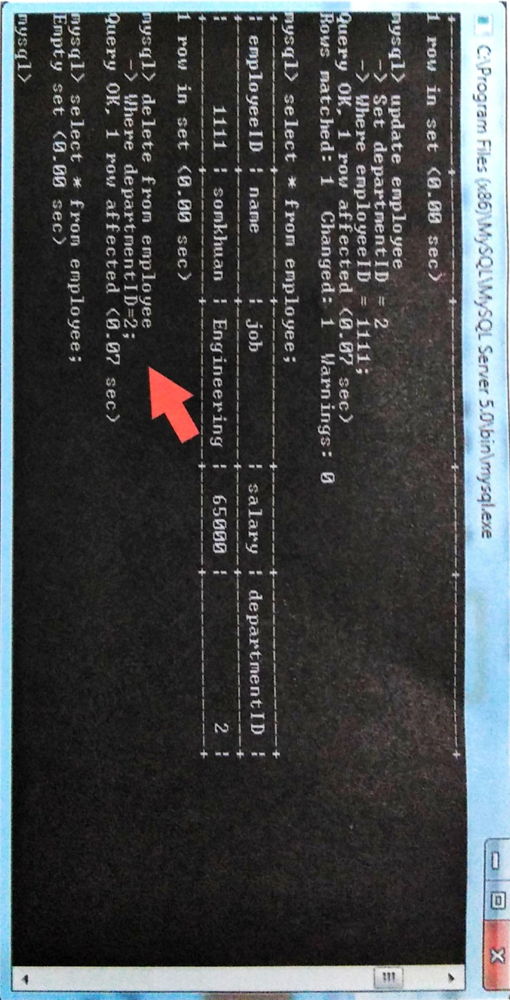 C:\Program Files (x86)\MySQL\MySQL Server 5.0\bin\mysql.exe
1 row in set (0.00 sec)
mysql> update employee
-> Set departmentID = 2
-> Where employeeID = 1111;
Query OK, 1 row affected (0.07 sec)
Rows matched: 1 Changed: 1 Warnings: 0
mysql> select * from employee;
+------------+----------+-------------+--------+--------------+
| employeeID | name | job | salary | departmentID |
+------------+----------+-------------+--------+--------------+
| 1111 | somkhuan | Engineering | 65000 | 2 |
+------------+----------+-------------+--------+--------------+
1 row in set (0.00 sec)
mysql> delete from employee
-> Where departmentID=2;
Query OK, 1 row affected (0.07 sec)
mysql> select * from employee;
Empty set (0.00 sec)
mysql>